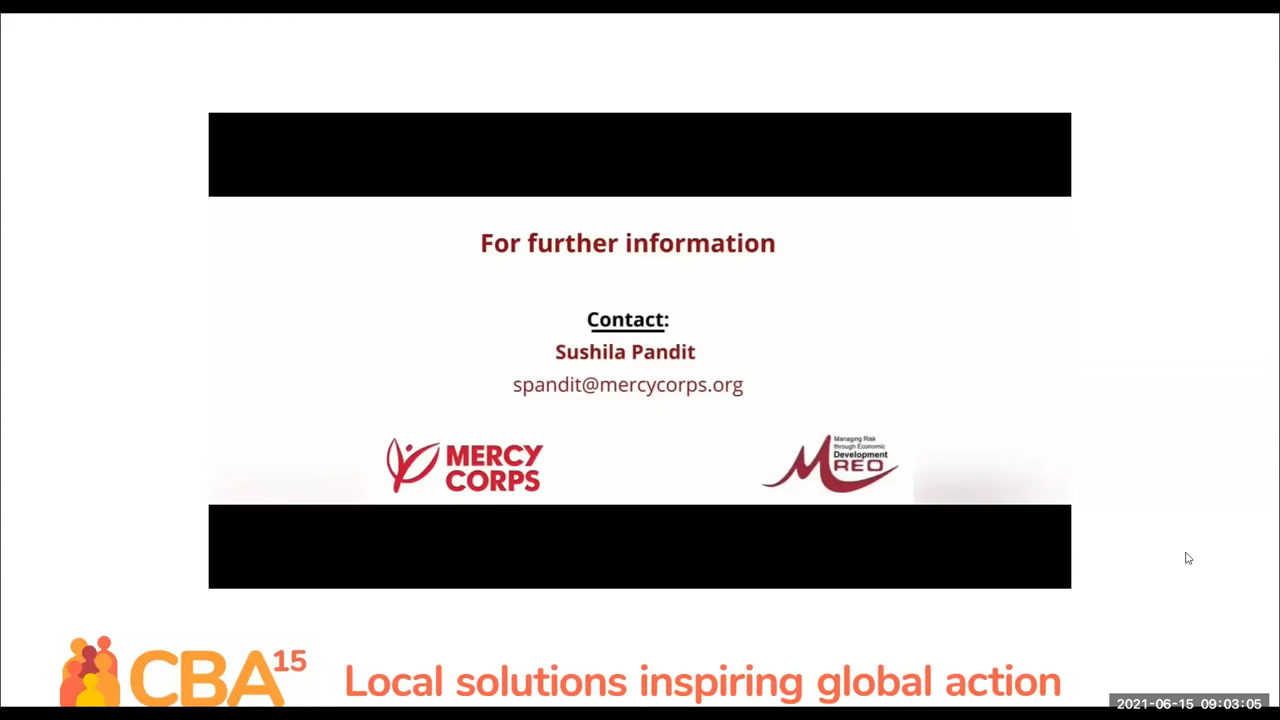 For further information
Contact:
Sushila Pandit
spandit@mercycorps.org
MERCY
CORPS
Managing Risk
through Economic
Development
MRED
CBA15
Local solutions inspiring global action
2021-06-15 09:03:05